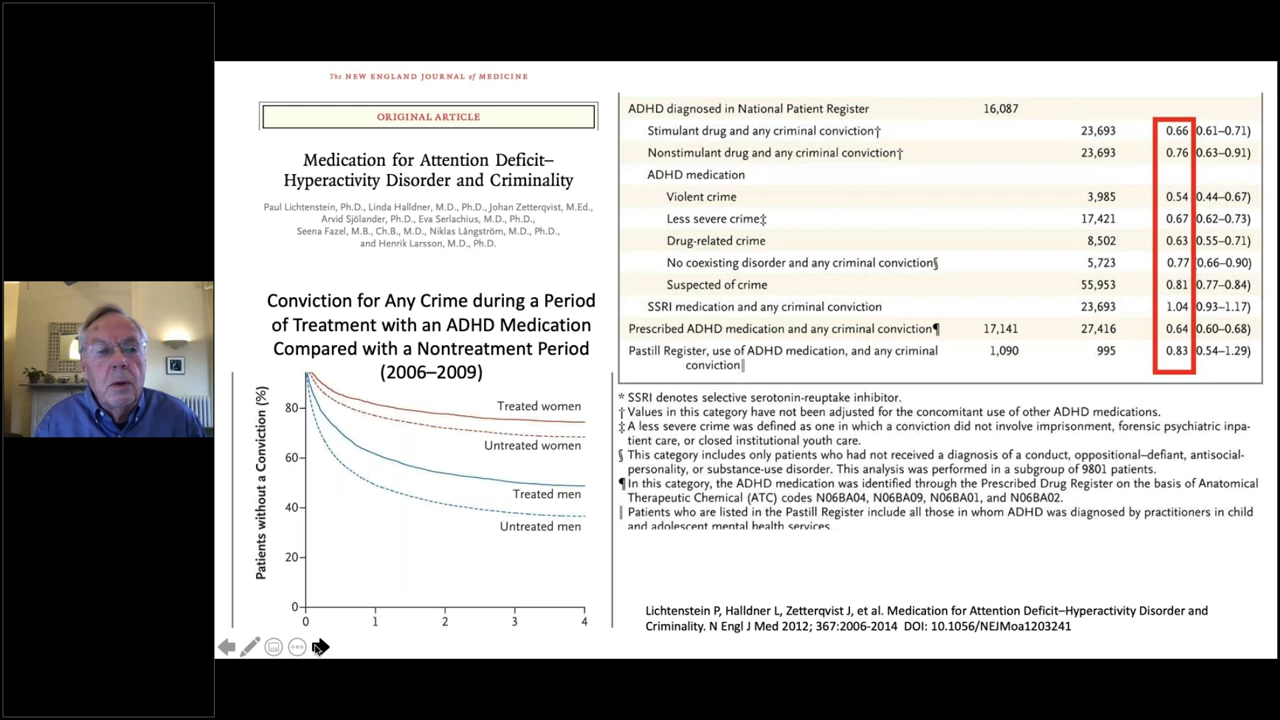 The NEW ENGLAND JOURNAL of MEDICINE
ORIGINAL ARTICLE
Medication for Attention Deficit–
Hyperactivity Disorder and Criminality
Paul Lichtenstein, Ph.D., Linda Halldner, M.D., Ph.D., Johan Zetterqvist, M.Ed.,
Arvid Sjölander, Ph.D., Eva Serlachius, M.D., Ph.D.,
Seena Fazel, M.B., Ch.B., M.D., Niklas Långström, M.D., Ph.D.,
and Henrik Larsson, M.D., Ph.D.
Conviction for Any Crime during a Period
of Treatment with an ADHD Medication
Compared with a Nontreatment Period
(2006–2009)
Patients without a Conviction (%)
80
60
40
20
0
0 1 2 3 4
Treated women
Untreated women
Treated men
Untreated men
ADHD diagnosed in National Patient Register 16,087
Stimulant drug and any criminal conviction† 23,693 0.66 (0.61–0.71)
Nonstimulant drug and any criminal conviction† 23,693 0.76 (0.63–0.91)
ADHD medication
Violent crime 3,985 0.54 (0.44–0.67)
Less severe crime‡ 17,421 0.67 (0.62–0.73)
Drug-related crime 8,502 0.63 (0.55–0.71)
No coexisting disorder and any criminal conviction§ 5,723 0.77 (0.66–0.90)
Suspected of crime 55,953 0.81 (0.77–0.84)
SSRI medication and any criminal conviction 23,693 1.04 (0.93–1.17)
Prescribed ADHD medication and any criminal conviction¶ 17,141 27,416 0.64 (0.60–0.68)
Pastill Register, use of ADHD medication, and any criminal 1,090 995 0.83 (0.54–1.29)
conviction‖
* SSRI denotes selective serotonin-reuptake inhibitor.
† Values in this category have not been adjusted for the concomitant use of other ADHD medications.
‡ A less severe crime was defined as one in which a conviction did not involve imprisonment, forensic psychiatric inpa-
tient care, or closed institutional youth care.
§ This category includes only patients who had not received a diagnosis of a conduct, oppositional–defiant, antisocial-
personality, or substance-use disorder. This analysis was performed in a subgroup of 9801 patients.
¶ In this category, the ADHD medication was identified through the Prescribed Drug Register on the basis of Anatomical
Therapeutic Chemical (ATC) codes N06BA04, N06BA09, N06BA01, and N06BA02.
‖ Patients who are listed in the Pastill Register include all those in whom ADHD was diagnosed by practitioners in child
and adolescent mental health services.
Lichtenstein P, Halldner L, Zetterqvist J, et al. Medication for Attention Deficit–Hyperactivity Disorder and
Criminality. N Engl J Med 2012; 367:2006-2014 DOI: 10.1056/NEJMoa1203241